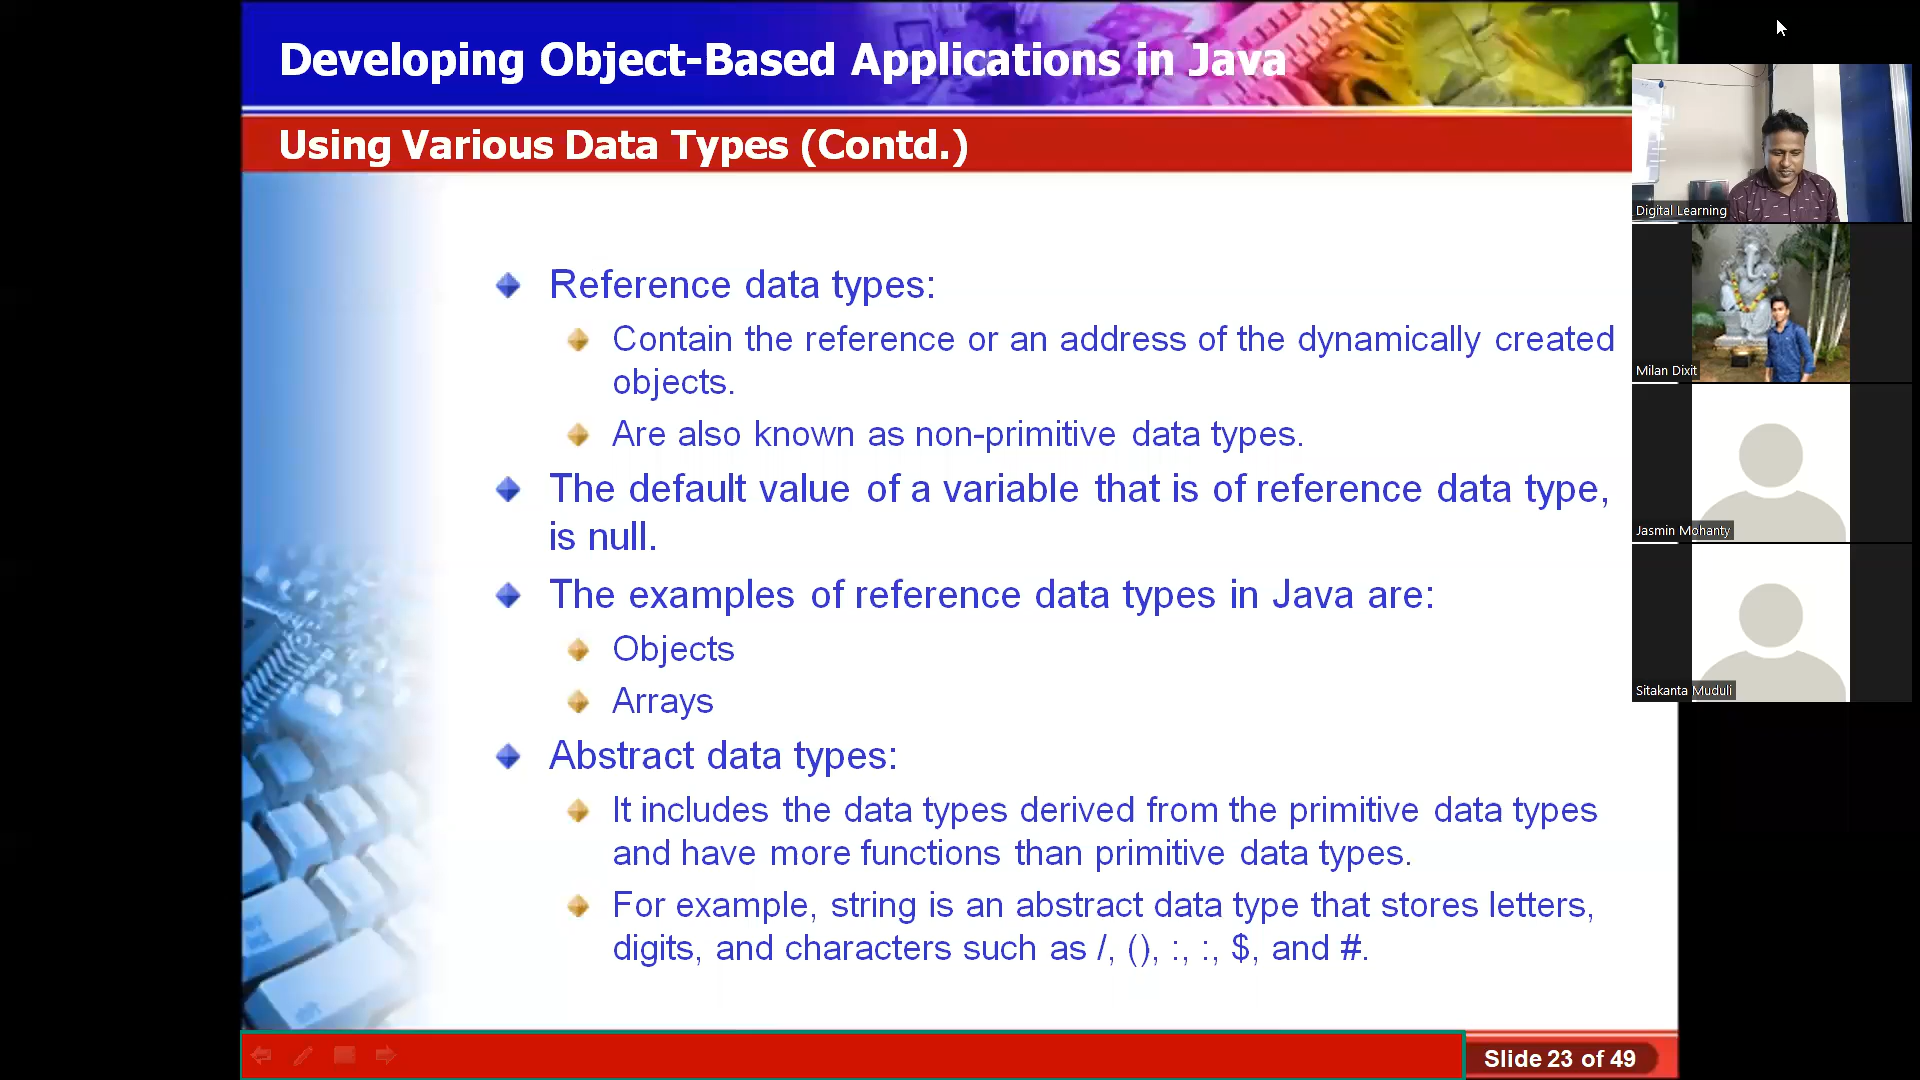 Developing Object-Based Applications in Java
Using Various Data Types (Contd.)
Reference data types:
Contain the reference or an address of the dynamically created
objects.
Are also known as non-primitive data types.
The default value of a variable that is of reference data type,
is null.
The examples of reference data types in Java are:
Objects
Arrays
Abstract data types:
It includes the data types derived from the primitive data types
and have more functions than primitive data types.
For example, string is an abstract data type that stores letters,
digits, and characters such as /, (), :, :, $, and #.
Slide 23 of 49
Digital Learning
Milan Dixit
Jasmin Mohanty
Sitakanta Muduli